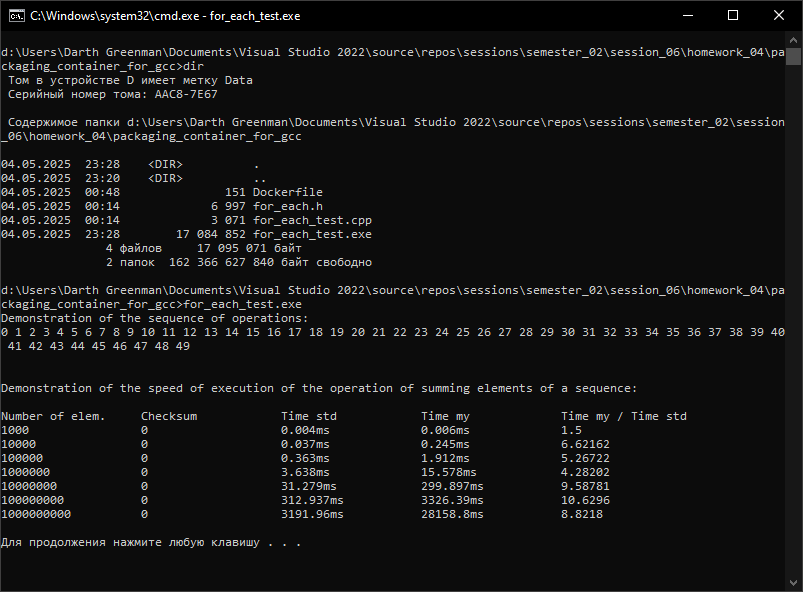 C:\Windows\system32\cmd.exe - for_each_test.exe
d:\Users\Darth Greenman\Documents\Visual Studio 2022\source\repos\sessions\semester_02\session_06\homework_04\pa
ckaging_container_for_gcc>dir
 Том в устройстве D имеет метку Data
 Серийный номер тома: AAC8-7E67
 Содержимое папки d:\Users\Darth Greenman\Documents\Visual Studio 2022\source\repos\sessions\semester_02\session
_06\homework_04\packaging_container_for_gcc
04.05.2025  23:28    <DIR>          .
04.05.2025  23:20    <DIR>          ..
04.05.2025  00:48               151 Dockerfile
04.05.2025  00:14             6 997 for_each.h
04.05.2025  00:14             3 071 for_each_test.cpp
04.05.2025  23:28        17 084 852 for_each_test.exe
               4 файлов     17 095 071 байт
               2 папок  162 366 627 840 байт свободно
d:\Users\Darth Greenman\Documents\Visual Studio 2022\source\repos\sessions\semester_02\session_06\homework_04\pa
ckaging_container_for_gcc>for_each_test.exe
Demonstration of the sequence of operations:
0 1 2 3 4 5 6 7 8 9 10 11 12 13 14 15 16 17 18 19 20 21 22 23 24 25 26 27 28 29 30 31 32 33 34 35 36 37 38 39 40
 41 42 43 44 45 46 47 48 49
Demonstration of the speed of execution of the operation of summing elements of a sequence:
Number of elem.     Checksum            Time std            Time my             Time my / Time std
1000                0                   0.004ms             0.006ms             1.5
10000               0                   0.037ms             0.245ms             6.62162
100000              0                   0.363ms             1.912ms             5.26722
1000000             0                   3.638ms             15.578ms            4.28202
10000000            0                   31.279ms            299.897ms           9.58781
100000000           0                   312.937ms           3326.39ms           10.6296
1000000000          0                   3191.96ms           28158.8ms           8.8218
Для продолжения нажмите любую клавишу . . .